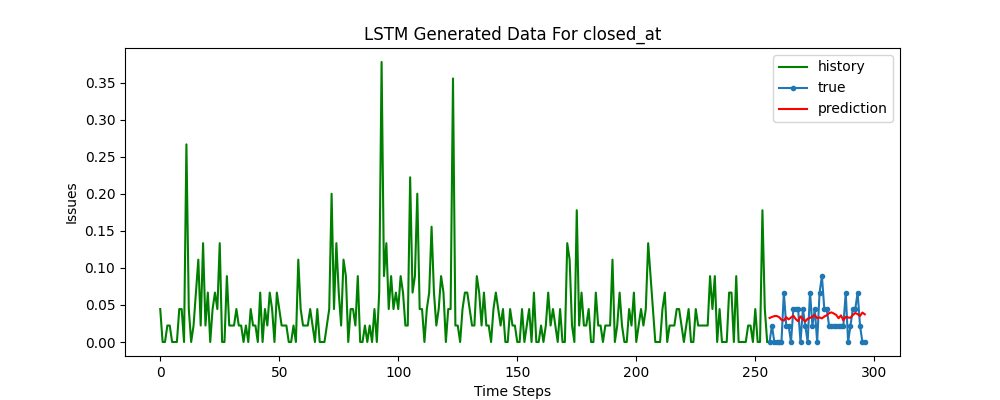 LSTM Generated Data For closed_at
history
true
prediction
0.35
0.30
0.25
0.20
0.15
0.10
0.05
0.00
Issues
0 50 100 150 200 250 300
Time Steps